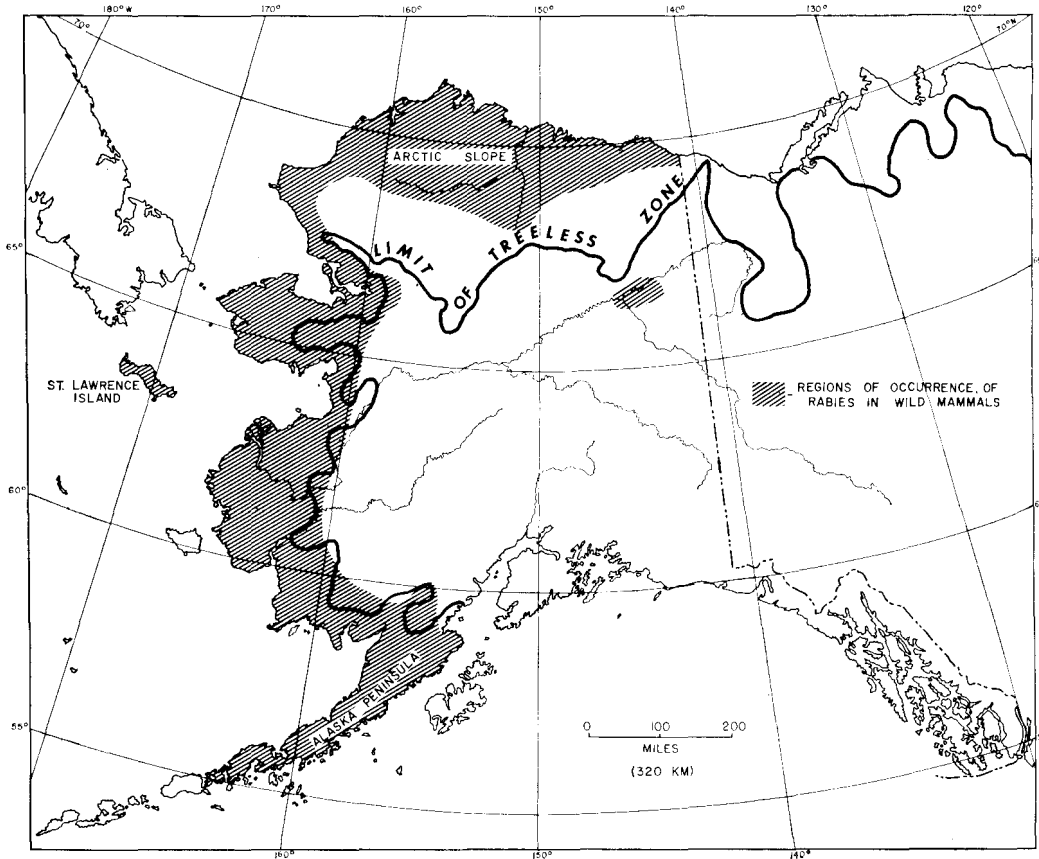 180°W
170°
160°
150°
140°
130°
120°
70°
70°N
ARCTIC SLOPE
LIMIT OF TREELESS ZONE
65°
ST. LAWRENCE
ISLAND
- REGIONS OF OCCURRENCE, OF
RABIES IN WILD MAMMALS
60°
ALASKA PENINSULA
0 100 200
MILES
(320 KM)
55°
160°
150°
140°